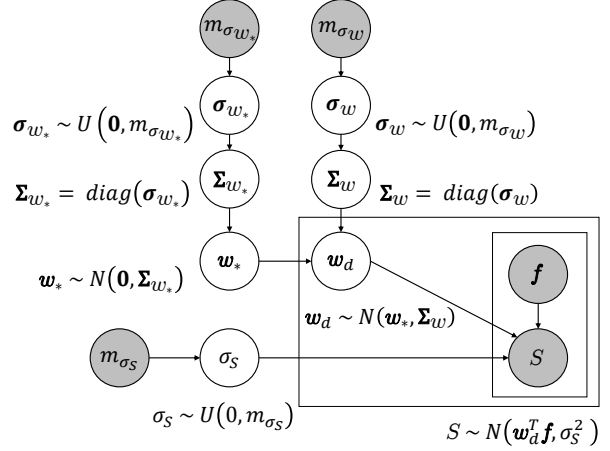 m_{σ_{w_*}} m_{σ_w}
𝛔_{w_*} 𝛔_w
𝛔_{w_*} ~ U(𝟎, m_{σ_{w_*}}) 𝛔_w ~ U(𝟎, m_{σ_w})
𝚺_{w_*} 𝚺_w
𝚺_{w_*} = diag(𝛔_{w_*}) 𝚺_w = diag(𝛔_w)
𝒘_* 𝒘_d 𝒇
𝒘_* ~ N(𝟎, 𝚺_{w_*})
𝒘_d ~ N(𝒘_*, 𝚺_w)
m_{σ_S} σ_S S
σ_S ~ U(0, m_{σ_S})
S ~ N(𝒘_d^T 𝒇, σ_S^2)